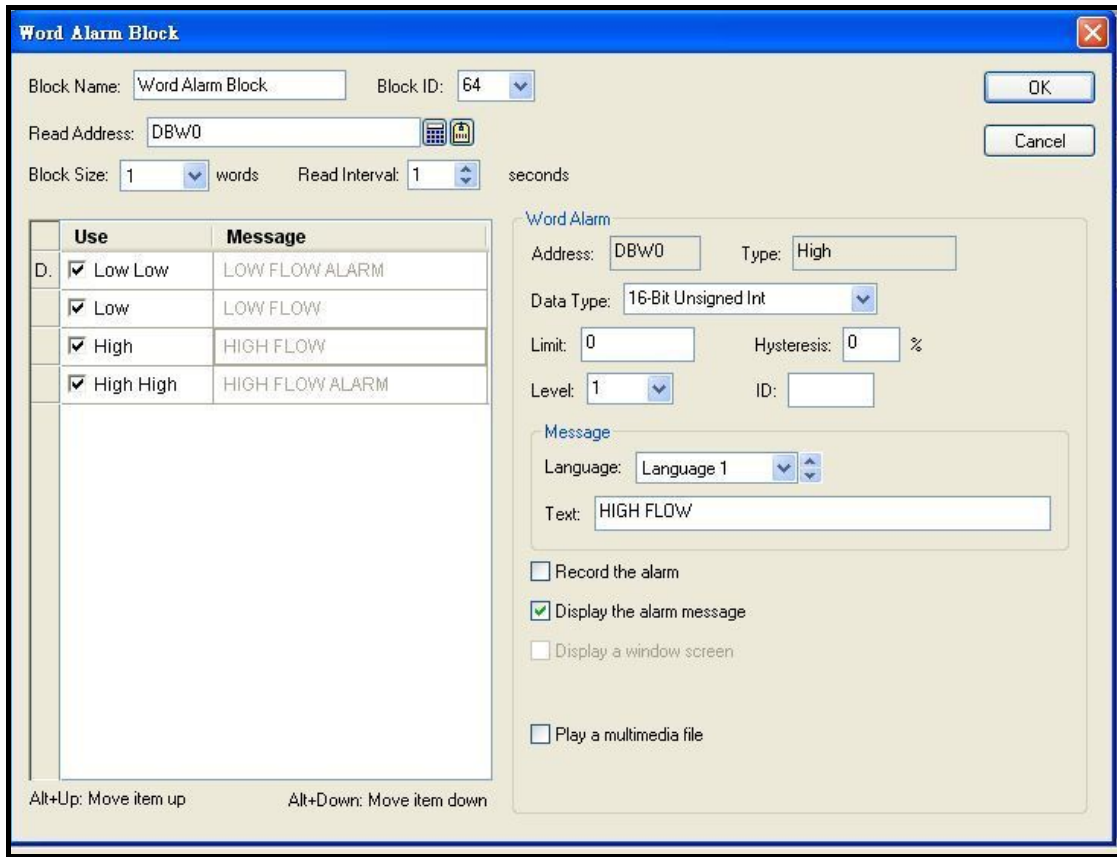 Word Alarm Block
Block Name: Word Alarm Block Block ID: 64
OK
Read Address: DBW0
Cancel
Block Size: 1 words Read Interval: 1 seconds
Use Message
D. Low Low LOW FLOW ALARM
Low LOW FLOW
High HIGH FLOW
High High HIGH FLOW ALARM
Alt+Up: Move item up Alt+Down: Move item down
Word Alarm
Address: DBW0 Type: High
Data Type: 16-Bit Unsigned Int
Limit: 0 Hysteresis: 0 %
Level: 1 ID:
Message
Language: Language 1
Text: HIGH FLOW
Record the alarm
Display the alarm message
Display a window screen
Play a multimedia file